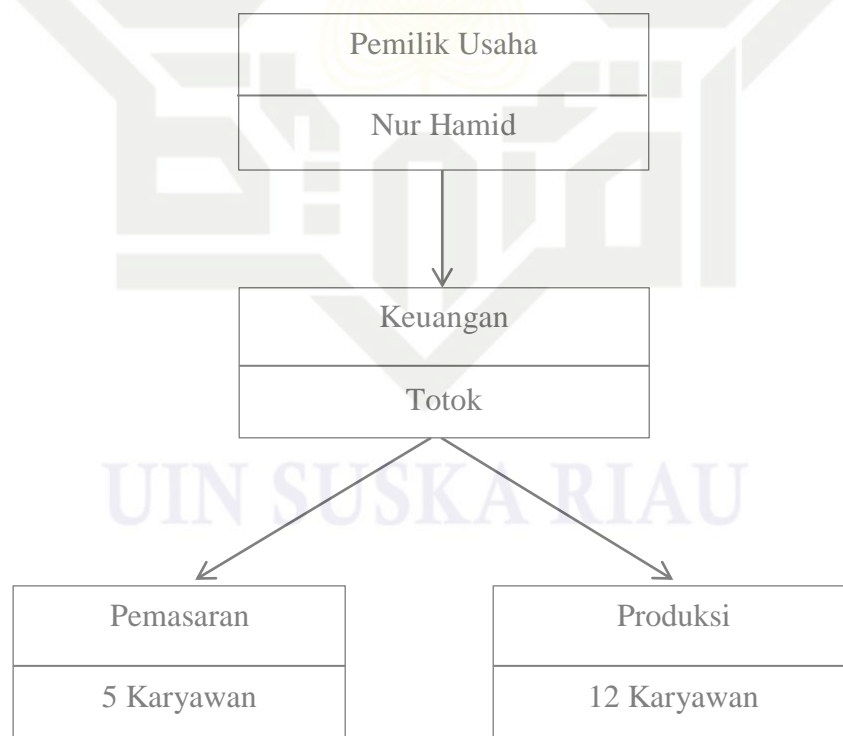 Pemilik Usaha
Nur Hamid
Keuangan
Totok
UIN SUSKA RIAU
Pemasaran
Produksi
5 Karyawan
12 Karyawan